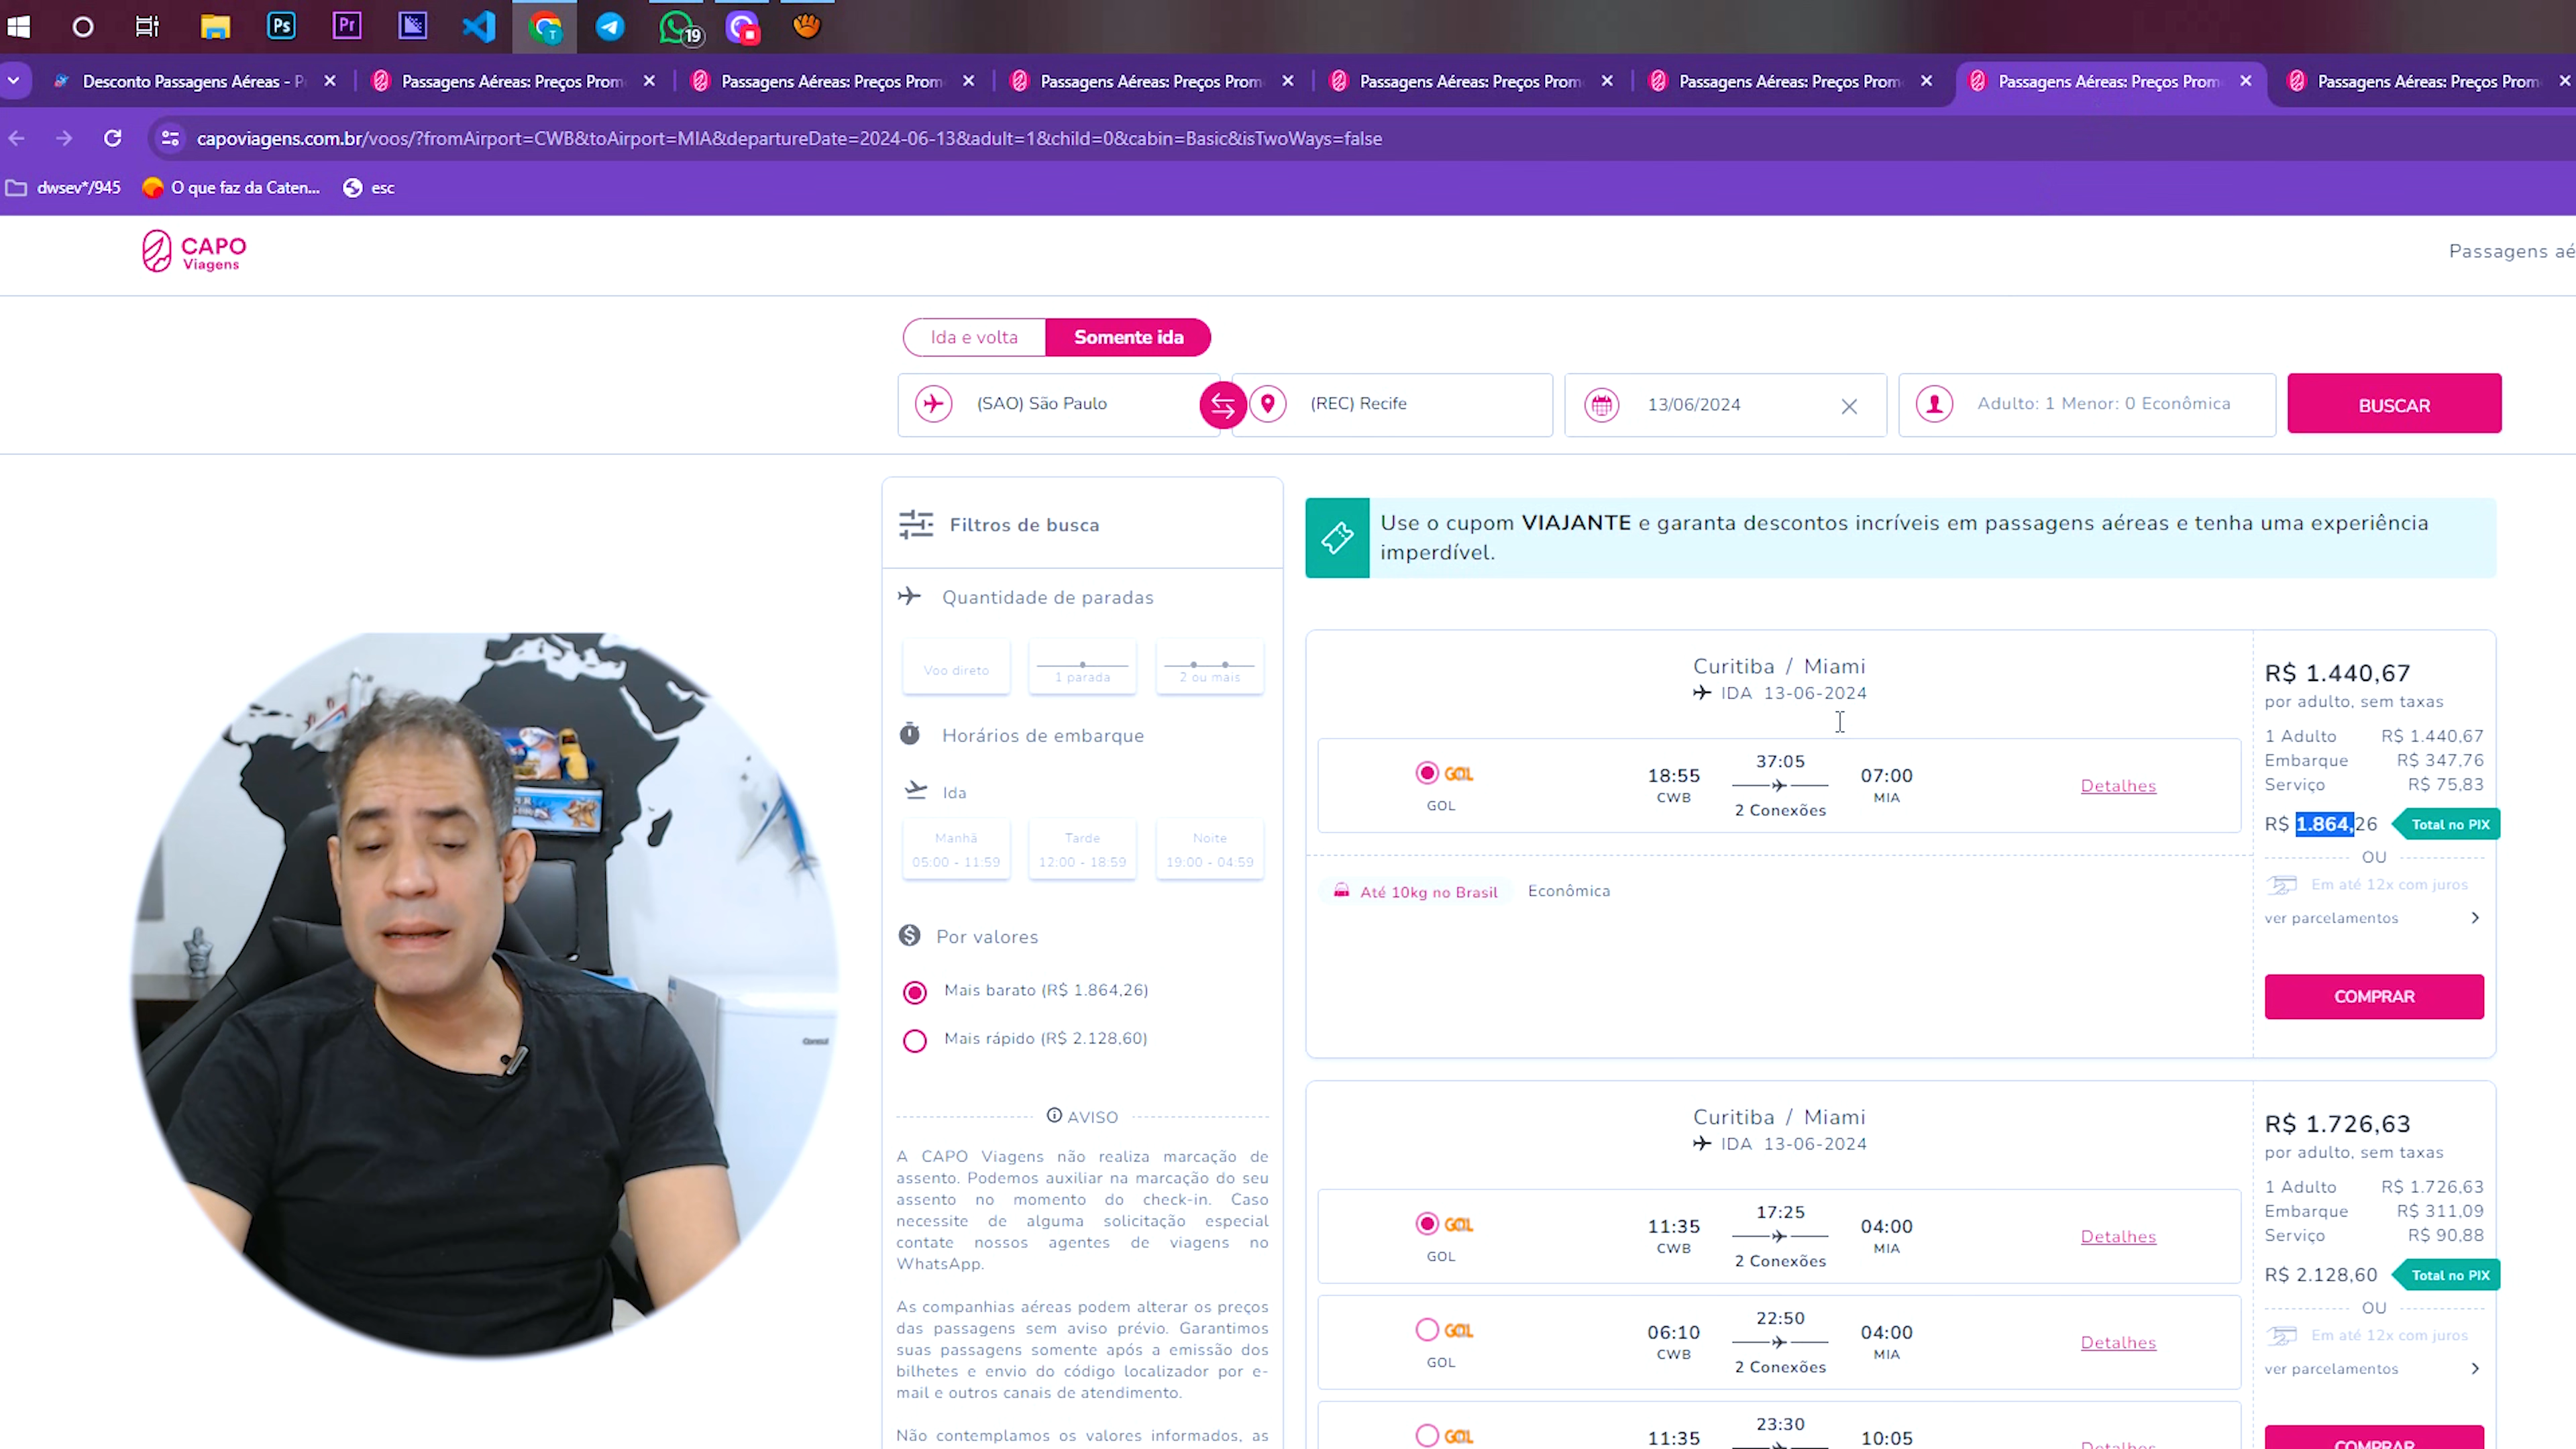 Ps
Pr
19
Desconto Passagens Aéreas - P
Passagens Aéreas: Preços Prom
Passagens Aéreas: Preços Prom
Passagens Aéreas: Preços Prom
Passagens Aéreas: Preços Prom
Passagens Aéreas: Preços Prom
Passagens Aéreas: Preços Prom
Passagens Aéreas: Preços Prom
capoviagens.com.br/voos/?fromAirport=CWB&toAirport=MIA&departureDate=2024-06-13&adult=1&child=0&cabin=Basic&isTwoWays=false
dwsev*/945
O que faz da Caten...
esc
CAPO
Viagens
Passagens aé
Ida e volta
Somente ida
(SAO) São Paulo
(REC) Recife
13/06/2024
Adulto: 1 Menor: 0 Econômica
BUSCAR
Filtros de busca
Quantidade de paradas
Voo direto
1 parada
2 ou mais
Horários de embarque
Ida
Manhã
05:00 - 11:59
Tarde
12:00 - 18:59
Noite
19:00 - 04:59
Por valores
Mais barato (R$ 1.864,26)
Mais rápido (R$ 2.128,60)
AVISO
A CAPO Viagens não realiza marcação de
assento. Podemos auxiliar na marcação do seu
assento no momento do check-in. Caso
necessite de alguma solicitação especial
contate nossos agentes de viagens no
WhatsApp.
As companhias aéreas podem alterar os preços
das passagens sem aviso prévio. Garantimos
suas passagens somente após a emissão dos
bilhetes e envio do código localizador por e-
mail e outros canais de atendimento.
Não contemplamos os valores informados, as
Use o cupom VIAJANTE e garanta descontos incríveis em passagens aéreas e tenha uma experiência
imperdível.
Curitiba / Miami
IDA 13-06-2024
GOL
GOL
18:55
CWB
37:05
2 Conexões
07:00
MIA
Detalhes
Até 10kg no Brasil
Econômica
R$ 1.440,67
por adulto, sem taxas
1 Adulto R$ 1.440,67
Embarque R$ 347,76
Serviço R$ 75,83
R$ 1.864,26
Total no PIX
OU
Em até 12x com juros
ver parcelamentos
COMPRAR
Curitiba / Miami
IDA 13-06-2024
GOL
GOL
11:35
CWB
17:25
2 Conexões
04:00
MIA
Detalhes
GOL
GOL
06:10
CWB
22:50
2 Conexões
04:00
MIA
Detalhes
GOL
11:35
23:30
10:05
Detalhes
R$ 1.726,63
por adulto, sem taxas
1 Adulto R$ 1.726,63
Embarque R$ 311,09
Serviço R$ 90,88
R$ 2.128,60
Total no PIX
OU
Em até 12x com juros
ver parcelamentos
COMPRAR
Consul